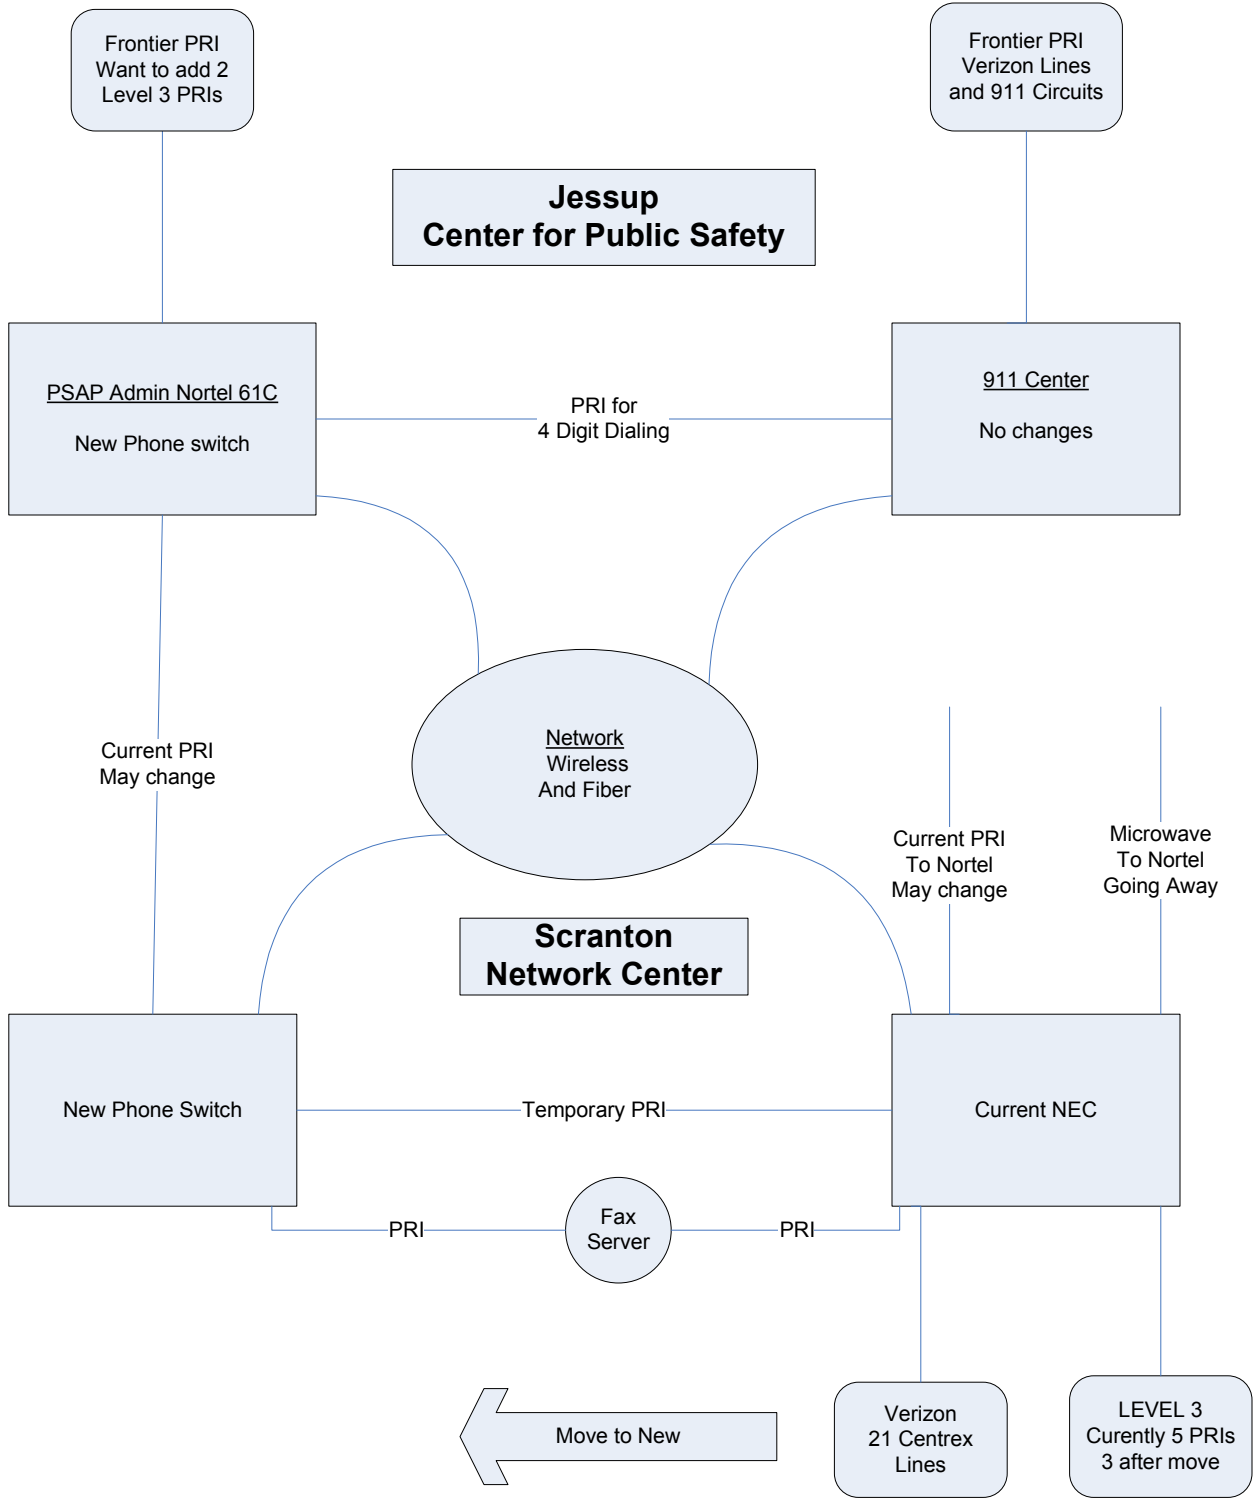 Frontier PRI
Want to add 2
Level 3 PRIs
Frontier PRI
Verizon Lines
and 911 Circuits
Jessup
Center for Public Safety
PSAP Admin Nortel 61C
New Phone switch
PRI for
4 Digit Dialing
911 Center
No changes
Current PRI
May change
Network
Wireless
And Fiber
Current PRI
To Nortel
May change
Microwave
To Nortel
Going Away
Scranton
Network Center
New Phone Switch
Temporary PRI
Current NEC
PRI
Fax
Server
PRI
Move to New
Verizon
21 Centrex
Lines
LEVEL 3
Curently 5 PRIs
3 after move